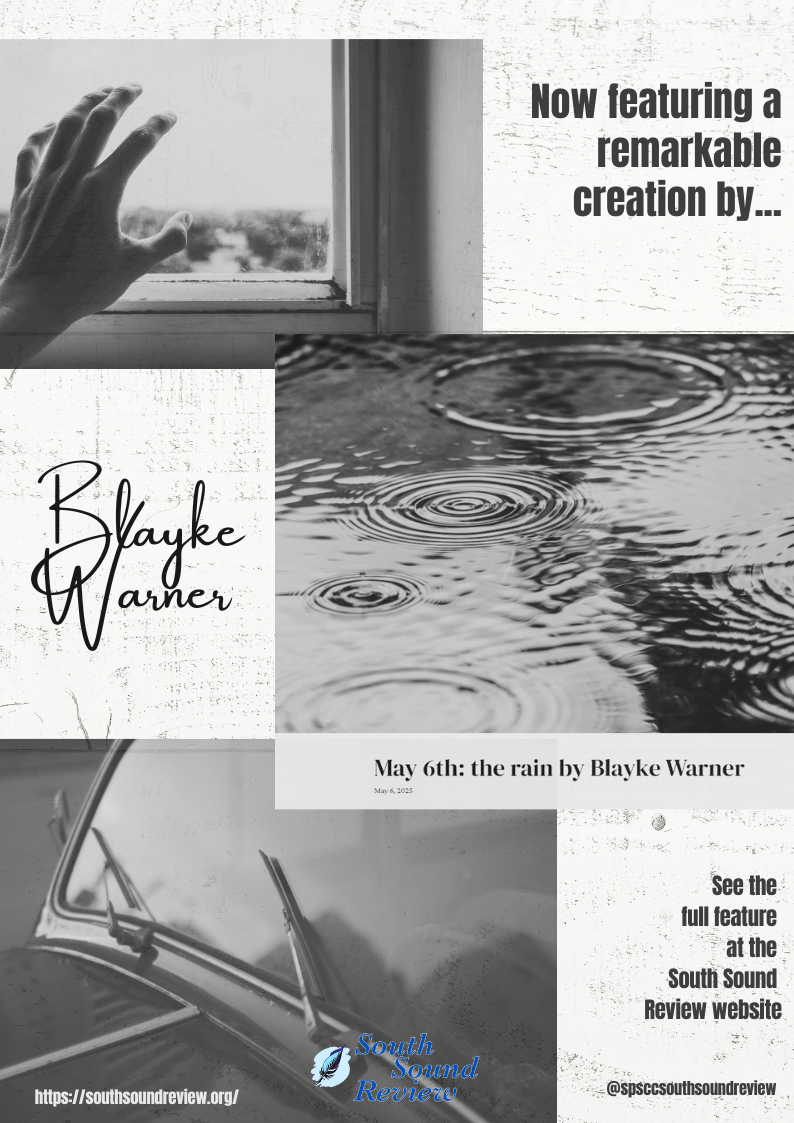 Now featuring a
remarkable
creation by...
Blayke
Warner
May 6th: the rain by Blayke Warner
May 6, 2025
See the
full feature
at the
South Sound
Review website
South
Sound
Review
https://southsoundreview.org/
@spsccsouthsoundreview